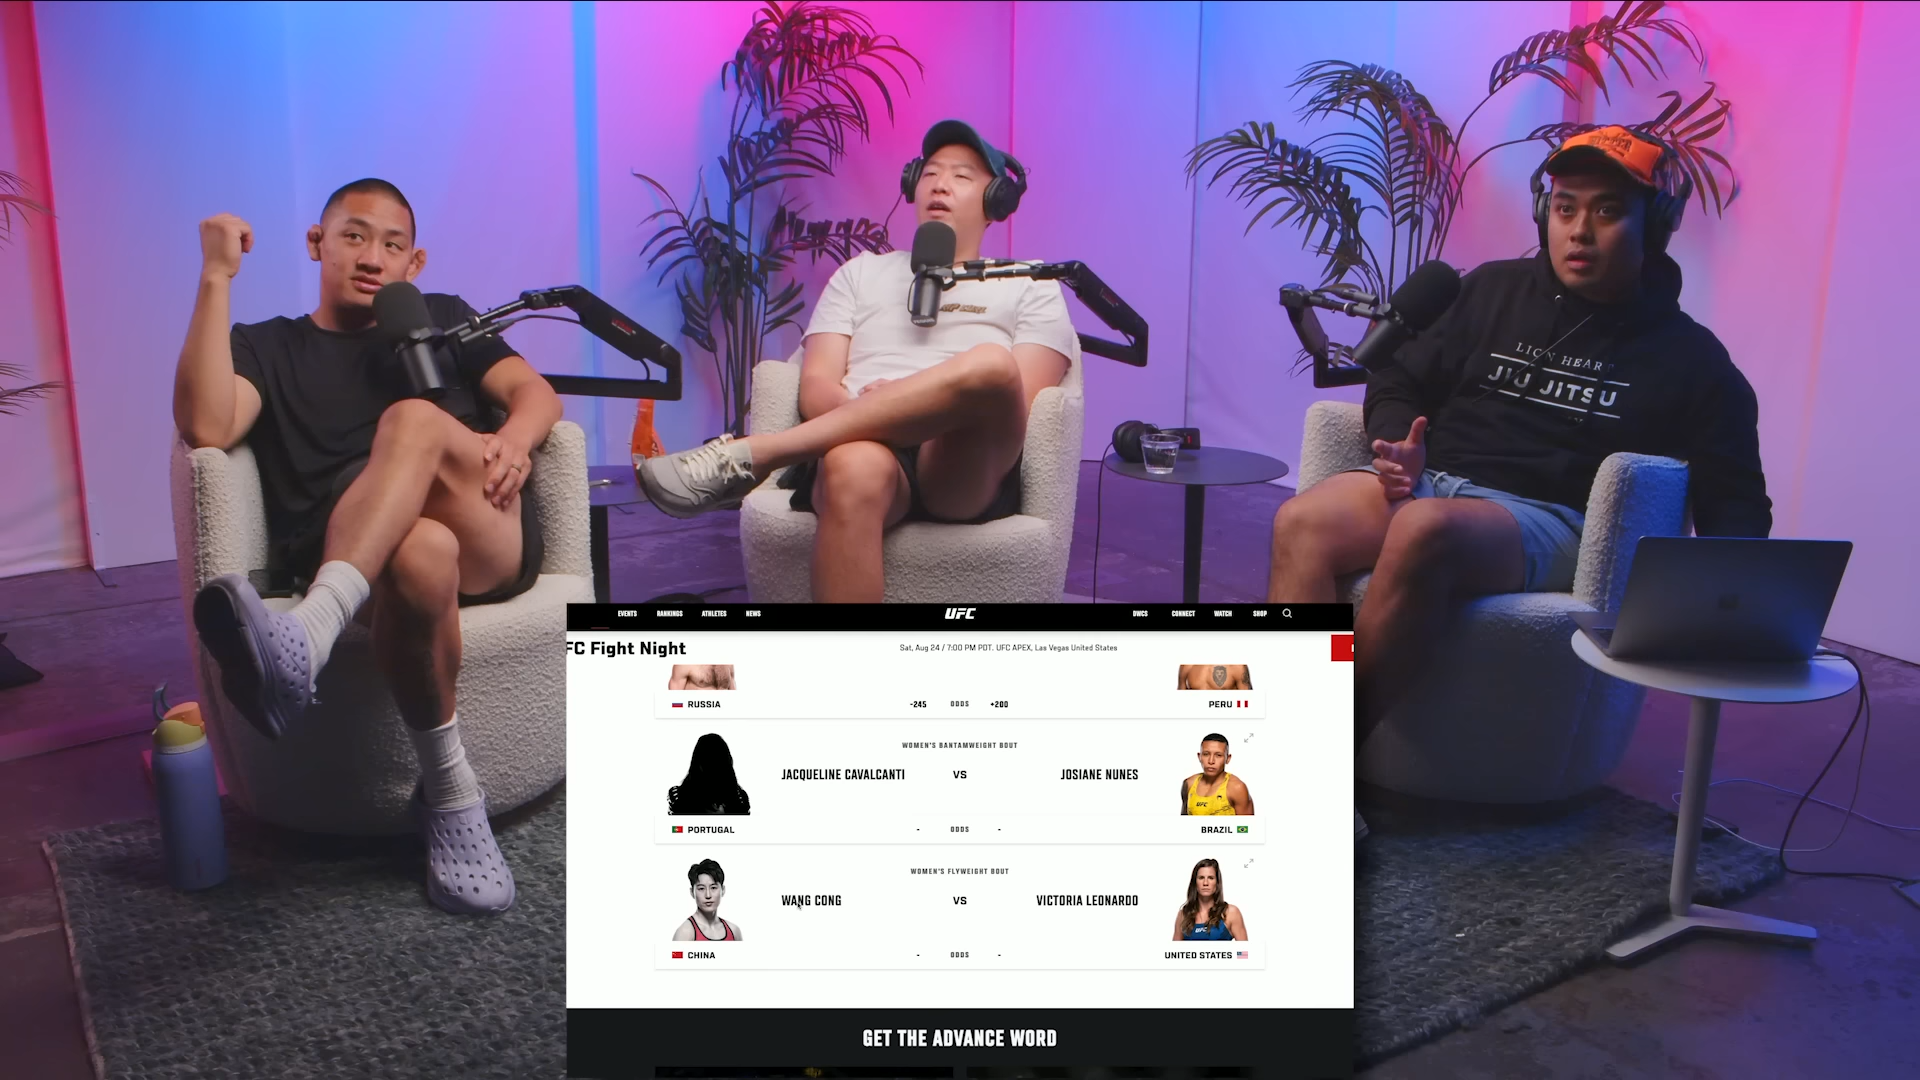 LION HEART
JIU JITSU
EVENTS RANKINGS ATHLETES NEWS UFC DWCS CONNECT WATCH SHOP
FC Fight Night Sat, Aug 24 / 7:00 PM PDT. UFC APEX, Las Vegas United States
RUSSIA -245 ODDS +200 PERU
WOMEN'S BANTAMWEIGHT BOUT
JACQUELINE CAVALCANTI VS JOSIANE NUNES
UFC
PORTUGAL - ODDS - BRAZIL
WOMEN'S FLYWEIGHT BOUT
WANG CONG VS VICTORIA LEONARDO
UFC
CHINA - ODDS - UNITED STATES
GET THE ADVANCE WORD